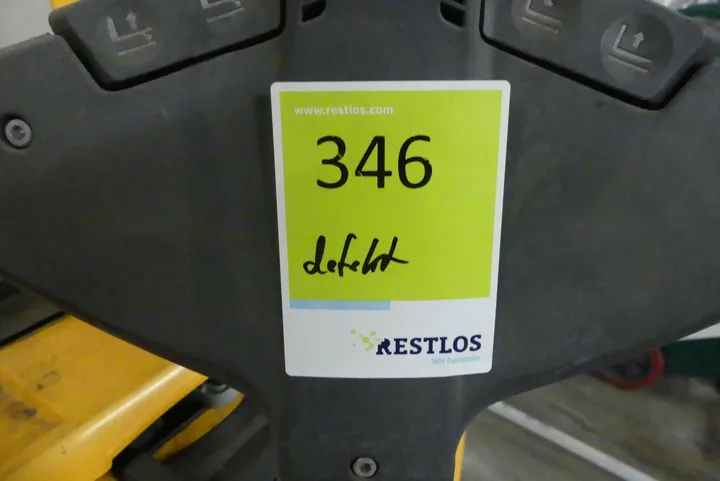 www.restlos.com
346
defekt
RESTLOS
Wir handeln.